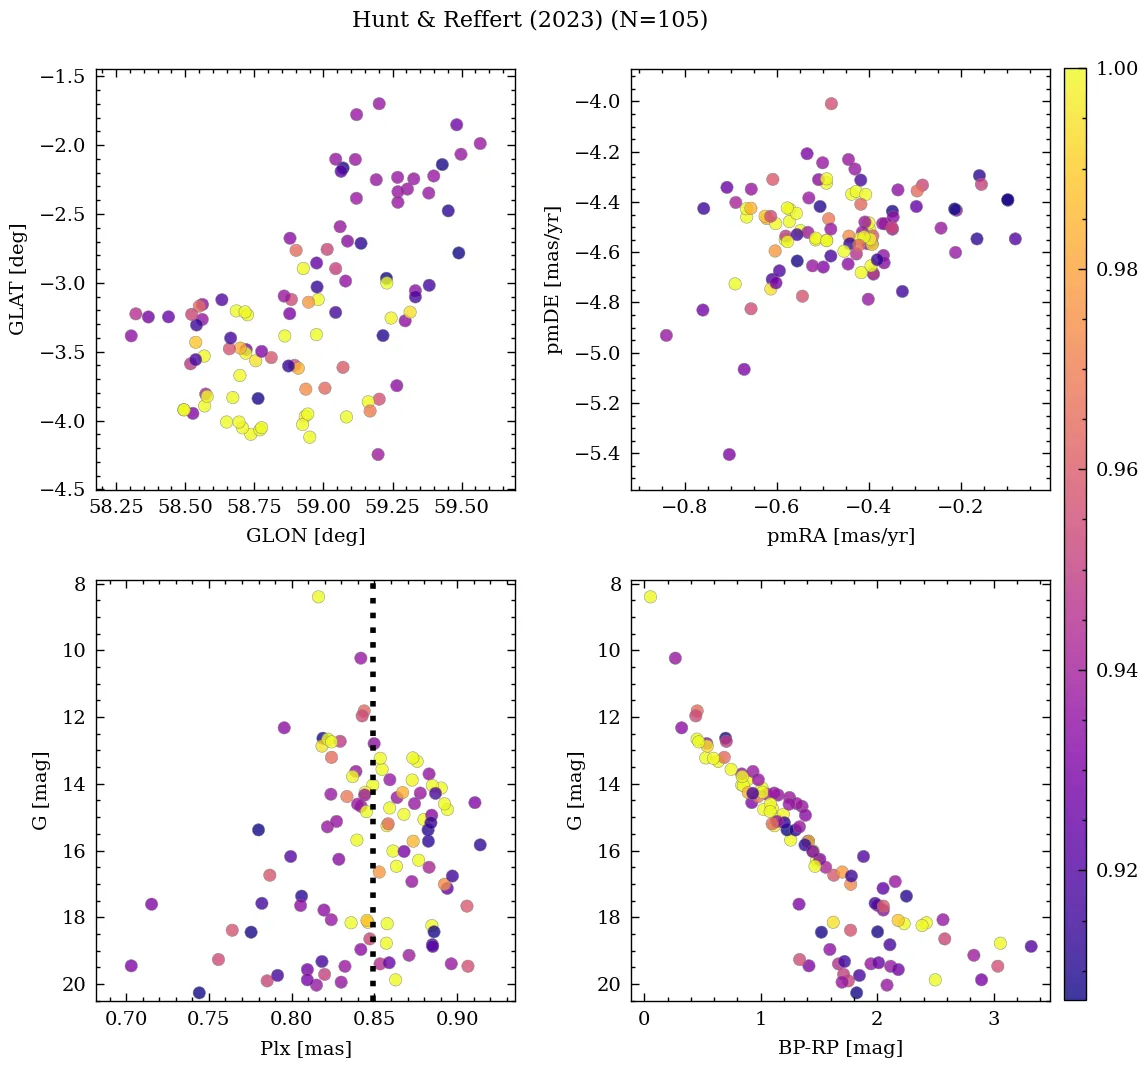 Hunt & Reffert (2023) (N=105)
−1.5
−2.0
−2.5
−3.0
−3.5
−4.0
−4.5
GLAT [deg]
58.25 58.50 58.75 59.00 59.25 59.50
GLON [deg]
−4.0
−4.2
−4.4
−4.6
−4.8
−5.0
−5.2
−5.4
pmDE [mas/yr]
−0.8 −0.6 −0.4 −0.2
pmRA [mas/yr]
8
10
12
14
16
18
20
G [mag]
0.70 0.75 0.80 0.85 0.90
Plx [mas]
8
10
12
14
16
18
20
G [mag]
0 1 2 3
BP-RP [mag]
1.00
0.98
0.96
0.94
0.92